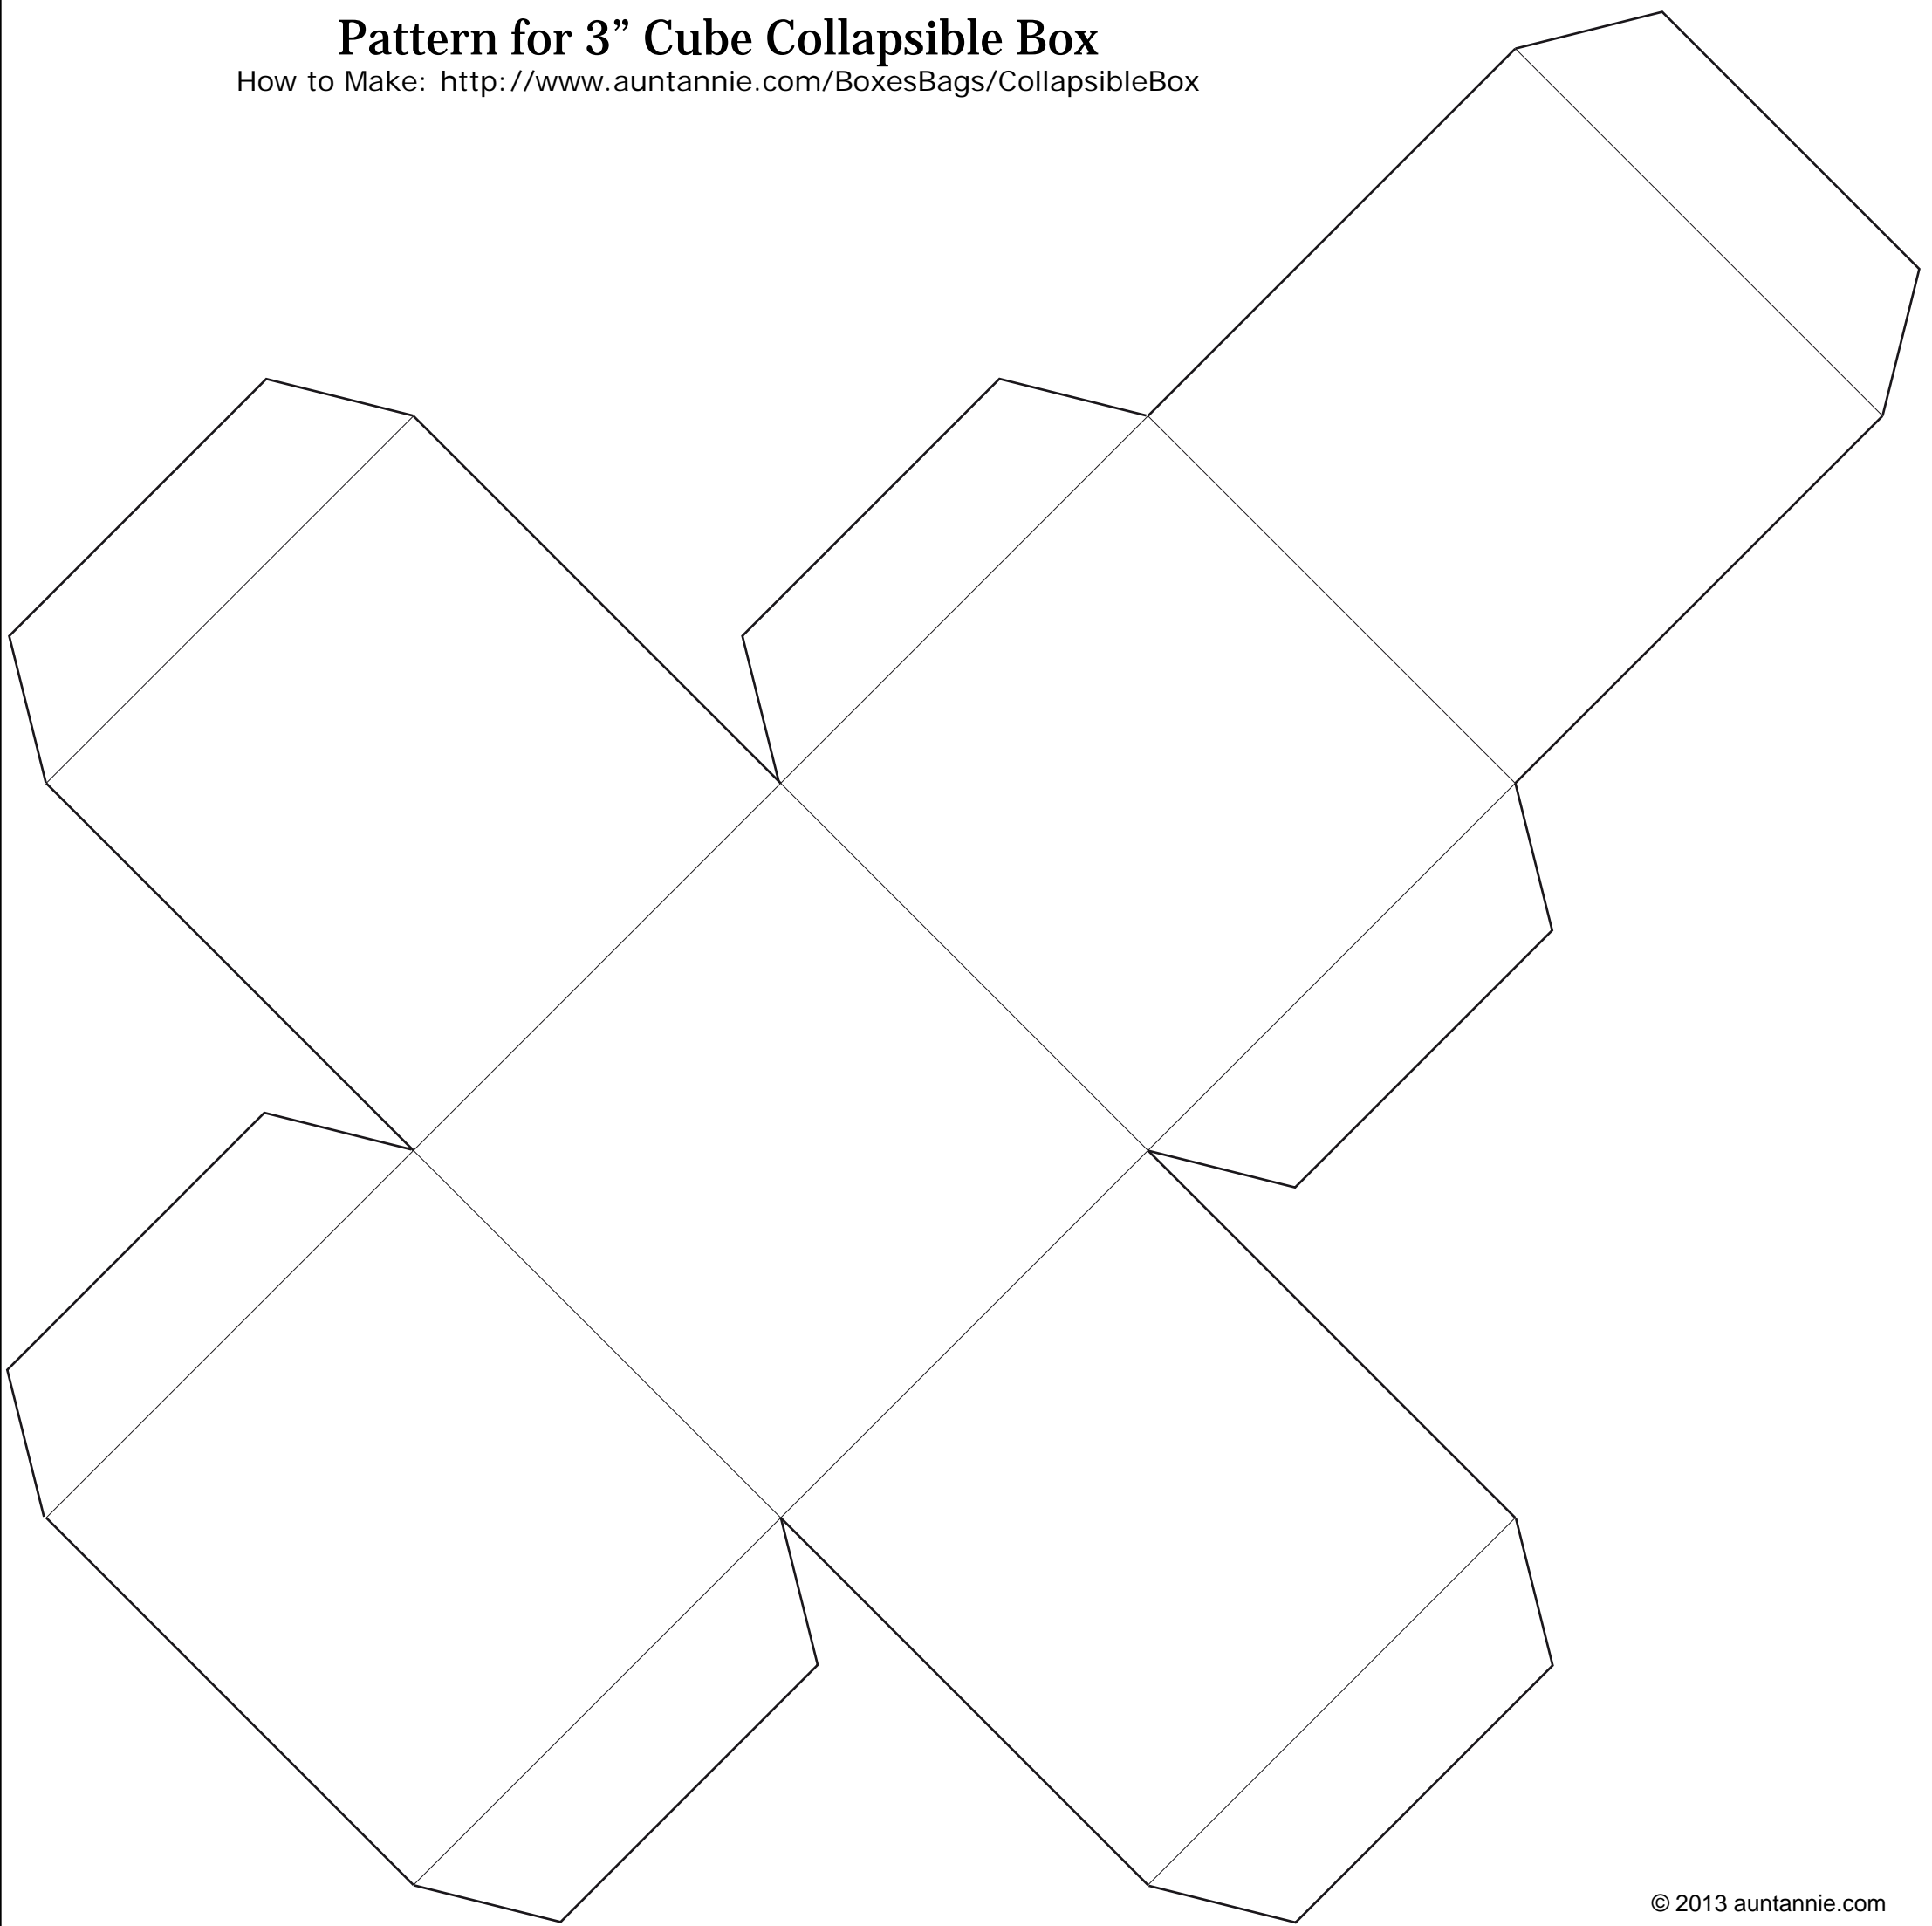 Pattern for 3” Cube Collapsible Box
How to Make: http://www.auntannie.com/BoxesBags/CollapsibleBox
© 2013 auntannie.com